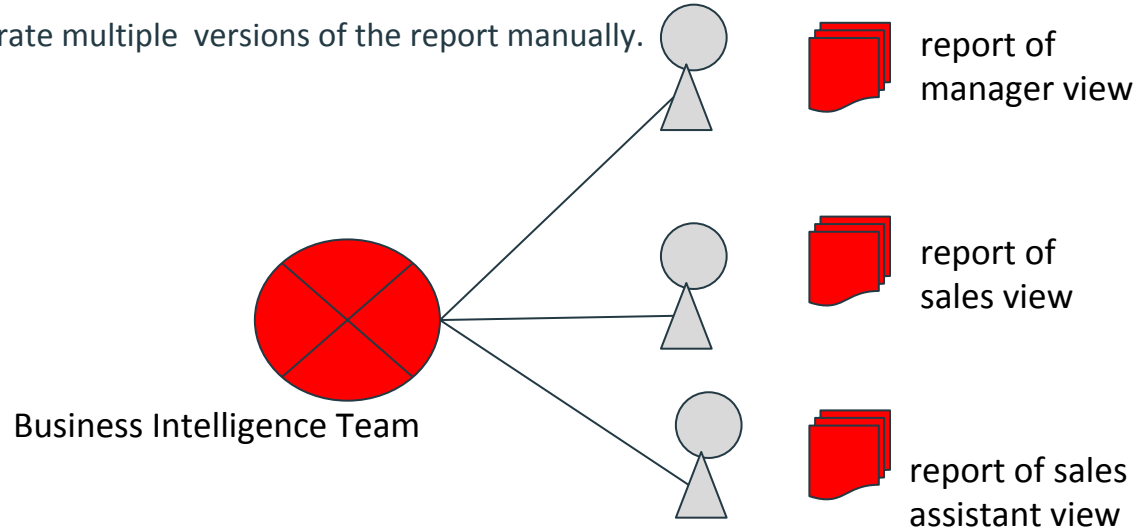 rate multiple  versions of the report manually.
report of
manager view
report of
sales view
Business Intelligence Team
report of sales
assistant view